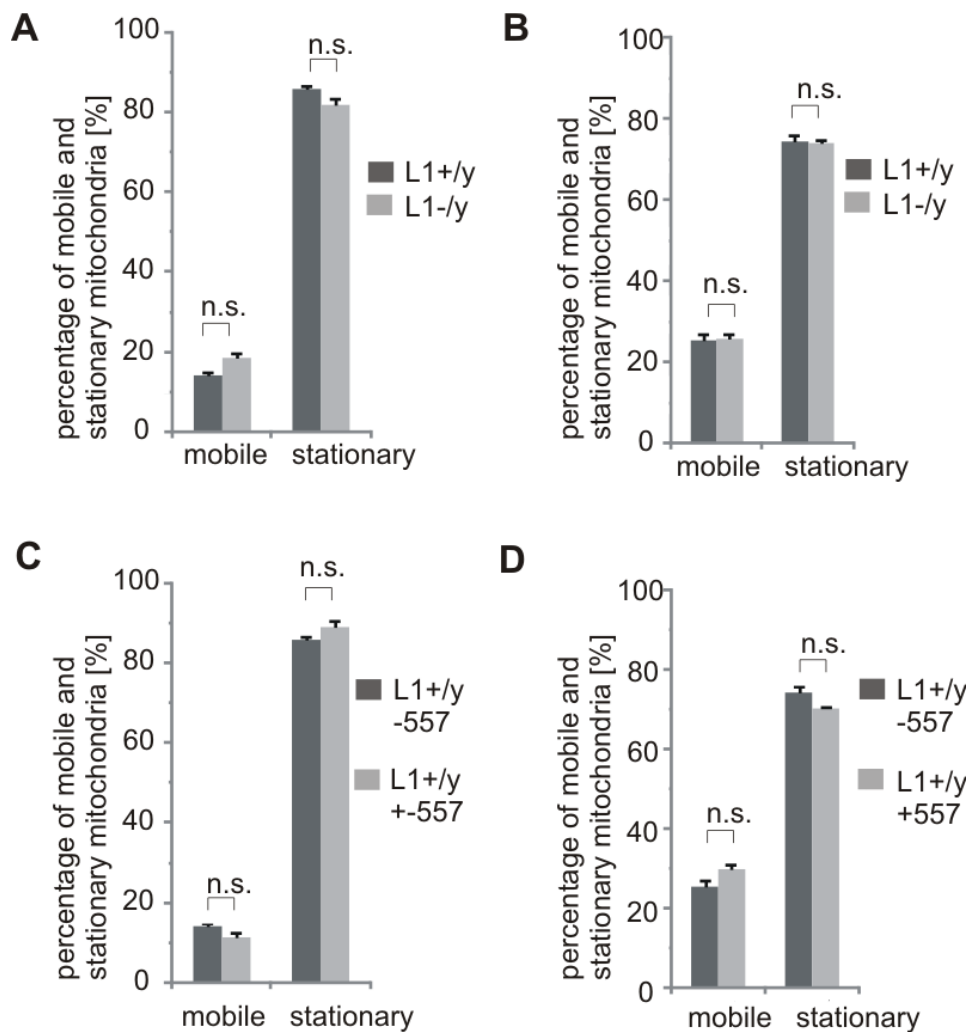 A
percentage of mobile and
stationary mitochondria [%]
100
80
60
40
20
0
n.s.
n.s.
mobile
stationary
L1+/y
L1-/y
B
percentage of mobile and
stationary mitochondria [%]
100
80
60
40
20
0
n.s.
n.s.
mobile
stationary
L1+/y
L1-/y
C
percentage of mobile and
stationary mitochondria [%]
100
80
60
40
20
0
n.s.
n.s.
mobile
stationary
L1+/y
-557
L1+/y
+-557
D
percentage of mobile and
stationary mitochondria [%]
100
80
60
40
20
0
n.s.
n.s.
mobile
stationary
L1+/y
-557
L1+/y
+557